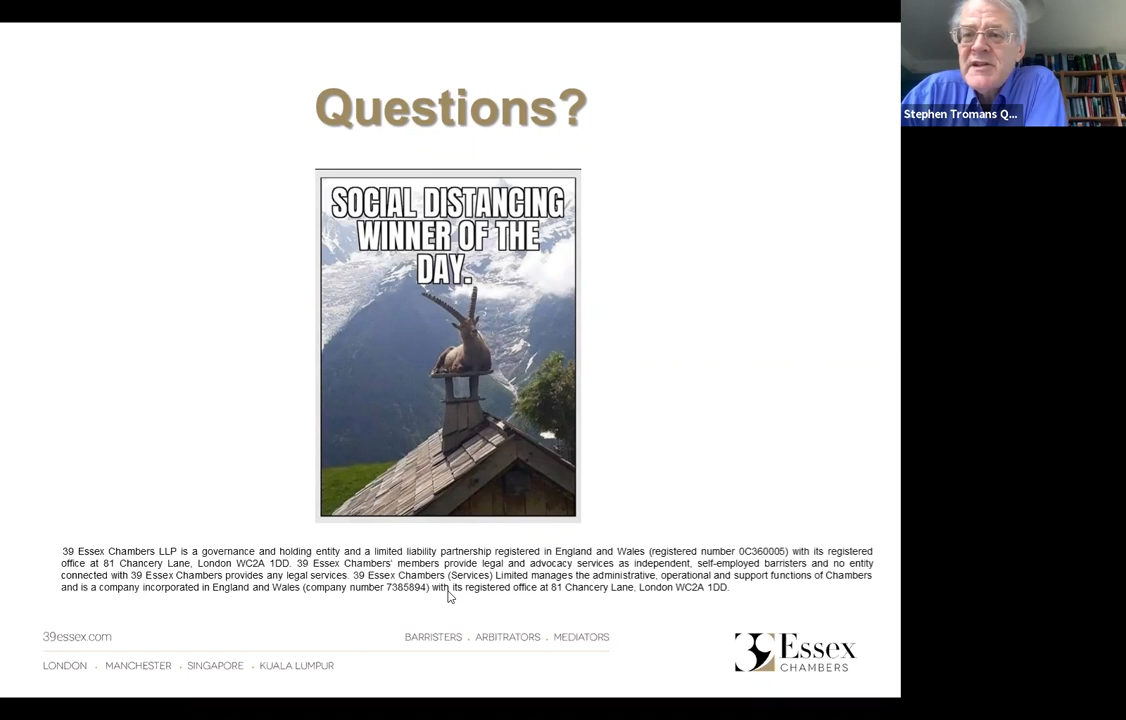 Questions?
SOCIAL DISTANCING
WINNER OF THE
DAY.
39 Essex Chambers LLP is a governance and holding entity and a limited liability partnership registered in England and Wales (registered number 0C360005) with its registered
office at 81 Chancery Lane, London WC2A 1DD. 39 Essex Chambers' members provide legal and advocacy services as independent, self-employed barristers and no entity
connected with 39 Essex Chambers provides any legal services. 39 Essex Chambers (Services) Limited manages the administrative, operational and support functions of Chambers
and is a company incorporated in England and Wales (company number 7385894) with its registered office at 81 Chancery Lane, London WC2A 1DD.
39essex.com
BARRISTERS . ARBITRATORS . MEDIATORS
LONDON . MANCHESTER . SINGAPORE . KUALA LUMPUR
39 Essex
CHAMBERS
Stephen Tromans Q...